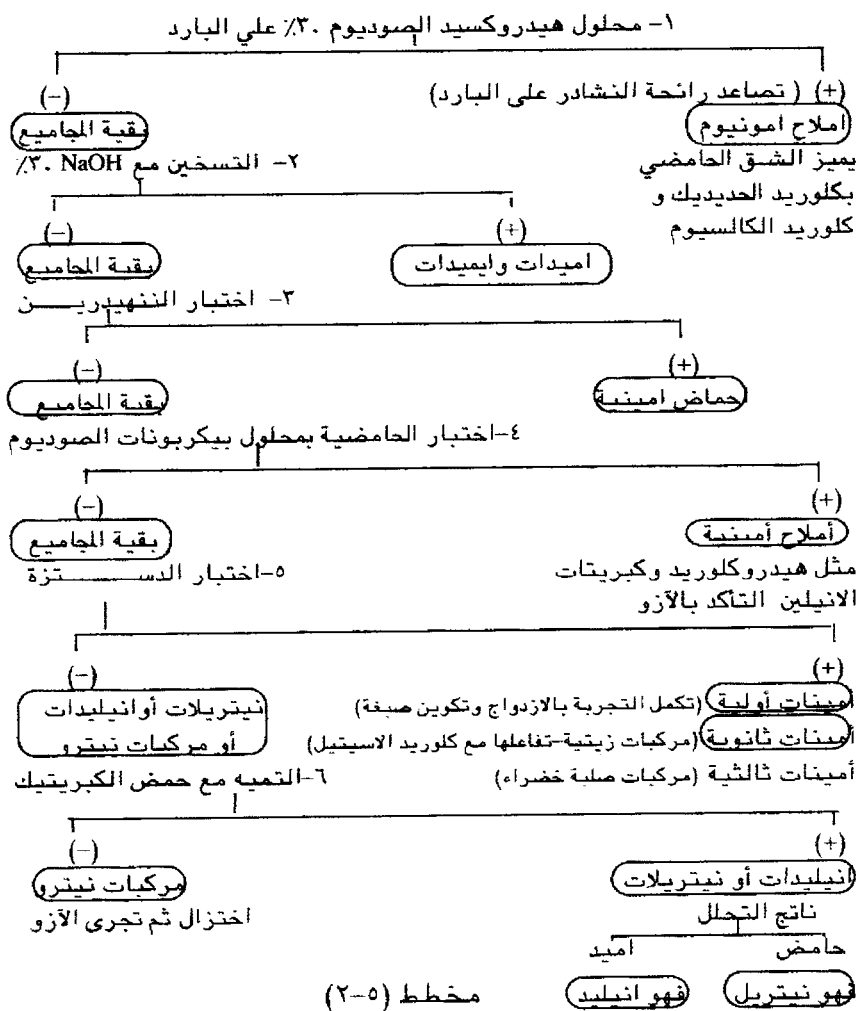 ١- محلول هيدروكسيد الصوديوم ٣٠٪ علي البارد
(+) ( تصاعد رائحة النشادر على البارد)
(-)
املاح امونيوم
بقية المجاميع
يميز الشق الحامضي
بكلوريد الحديديك و
كلوريد الكالسيوم
٢- التسخين مع NaOH ٣٠٪
(+)
(-)
اميدات وايميدات
بقية المجاميع
٣- اختبار الننهيدريــــن
(+)
(-)
احماض امينية
بقية المجاميع
٤-اختبار الحامضية بمحلول بيكربونات الصوديوم
(+)
(-)
أملاح أمينية
بقية المجاميع
مثل هيدروكلوريد وكبريتات
الانيلين التأكد بالآزو
٥-اختبار الدســــــــتزة
(+)
(-)
امينات أولية (تكمل التجربة بالازدواج وتكوين صبغة)
أمينات ثانوية (مركبات زيتية-تفاعلها مع كلوريد الاسيتيل)
أمينات ثالثية (مركبات صلبة خضراء)
نيتريلات أوانيليدات
أو مركبات نيترو
٦-التميه مع حمض الكبريتيك
(+)
(-)
انيليدات أو نيتريلات
مركبات نيترو
ناتج التحلل
اختزال ثم تجرى الآزو
حامض
اميد
فهو نيتريل
فهو انيليد
مخطط (٥-٢)